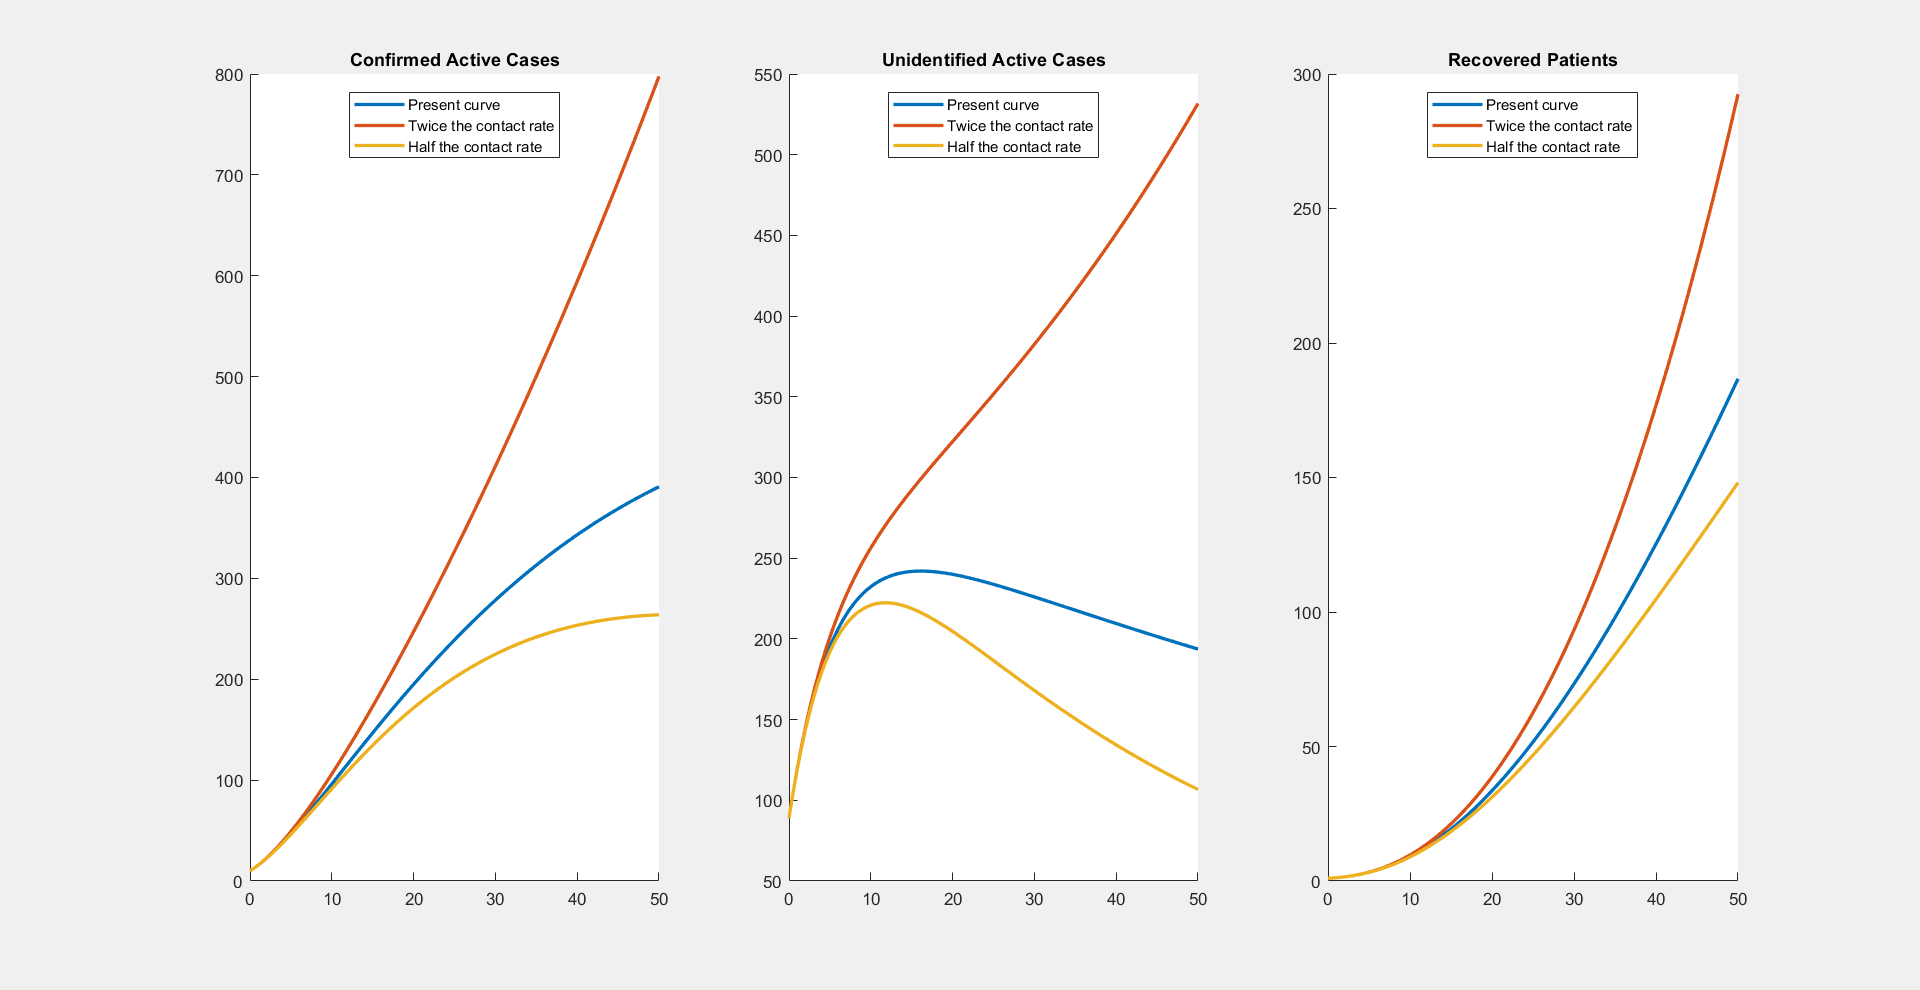 Confirmed Active Cases
800
700
600
500
400
300
200
100
0
0 10 20 30 40 50
Present curve
Twice the contact rate
Half the contact rate
Unidentified Active Cases
550
500
450
400
350
300
250
200
150
100
50
0 10 20 30 40 50
Present curve
Twice the contact rate
Half the contact rate
Recovered Patients
300
250
200
150
100
50
0
0 10 20 30 40 50
Present curve
Twice the contact rate
Half the contact rate